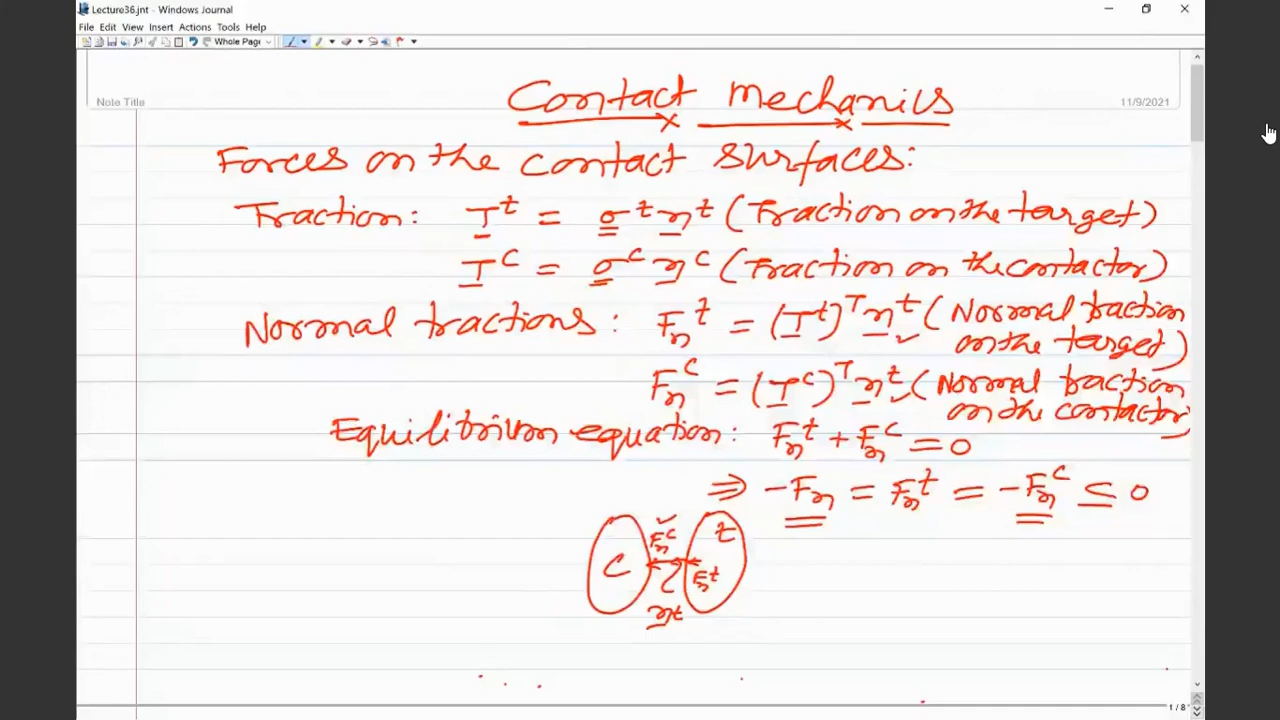 Lecture36.jnt - Windows Journal
File Edit View Insert Actions Tools Help
Whole Page
Contact mechanics
Note Title
11/9/2021
Forces on the contact surfaces:
Traction: T^t = σ^t n^t (Traction on the target)
T^c = σ^c n^c (Traction on the contactor)
Normal tractions: F_n^t = (T^t)^T n^t (Normal traction
on the target)
F_n^c = (T^c)^T n^t (Normal traction
on the contactor)
Equilibrium equation: F_n^t + F_n^c = 0
⇒ -F_n = F_n^t = -F_n^c ≤ 0
F_n^c t
C
F_n^t
n^t
1 / 8